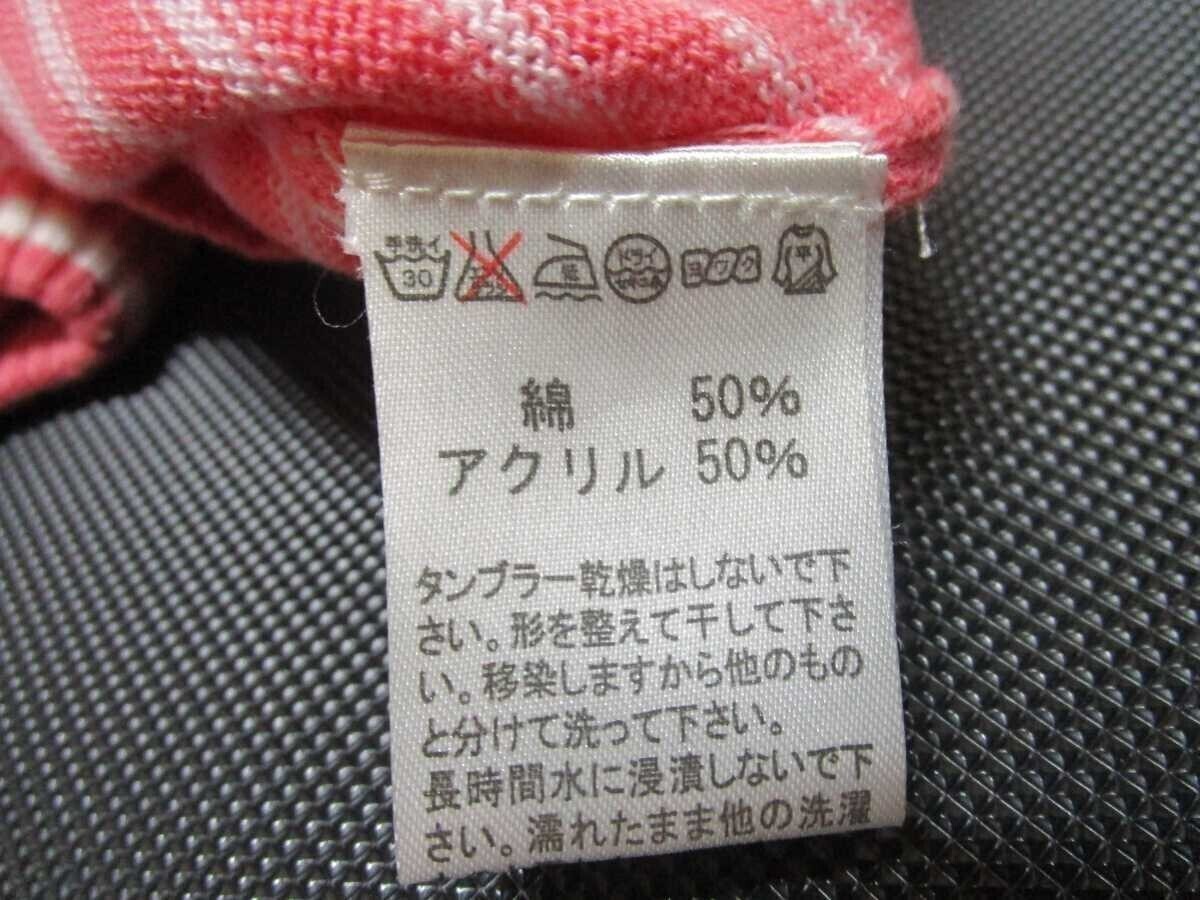 手洗イ
30
低
ドライ
ヨワク
平
綿 50%
アクリル 50%
タンブラー乾燥はしないで下
さい。形を整えて干して下さ
い。移染しますから他のもの
と分けて洗って下さい。
長時間水に浸漬しないで下
さい。濡れたまま他の洗濯